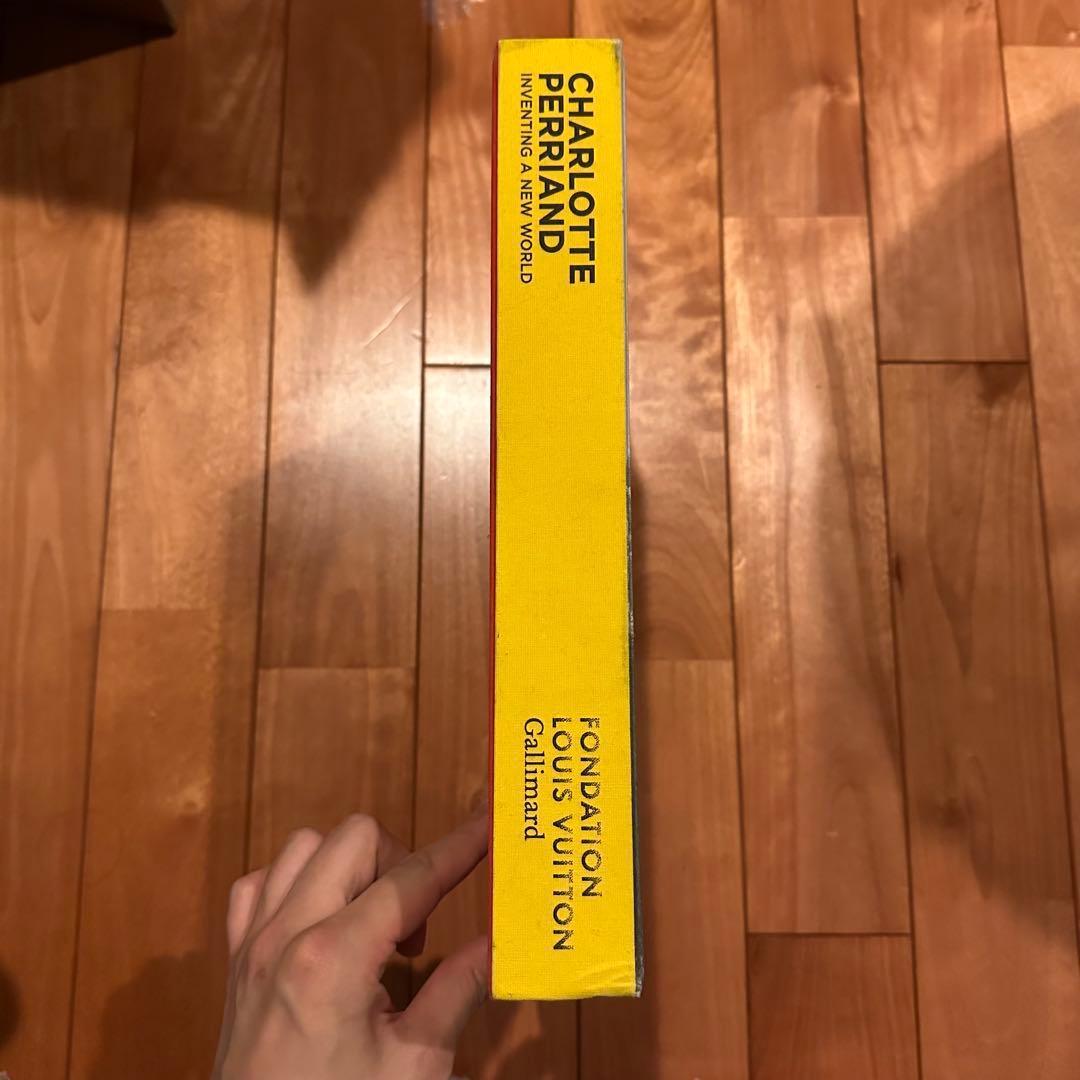 CHARLOTTE
PERRIAND
INVENTING A NEW WORLD
FONDATION
LOUIS VUITTON
Gallimard